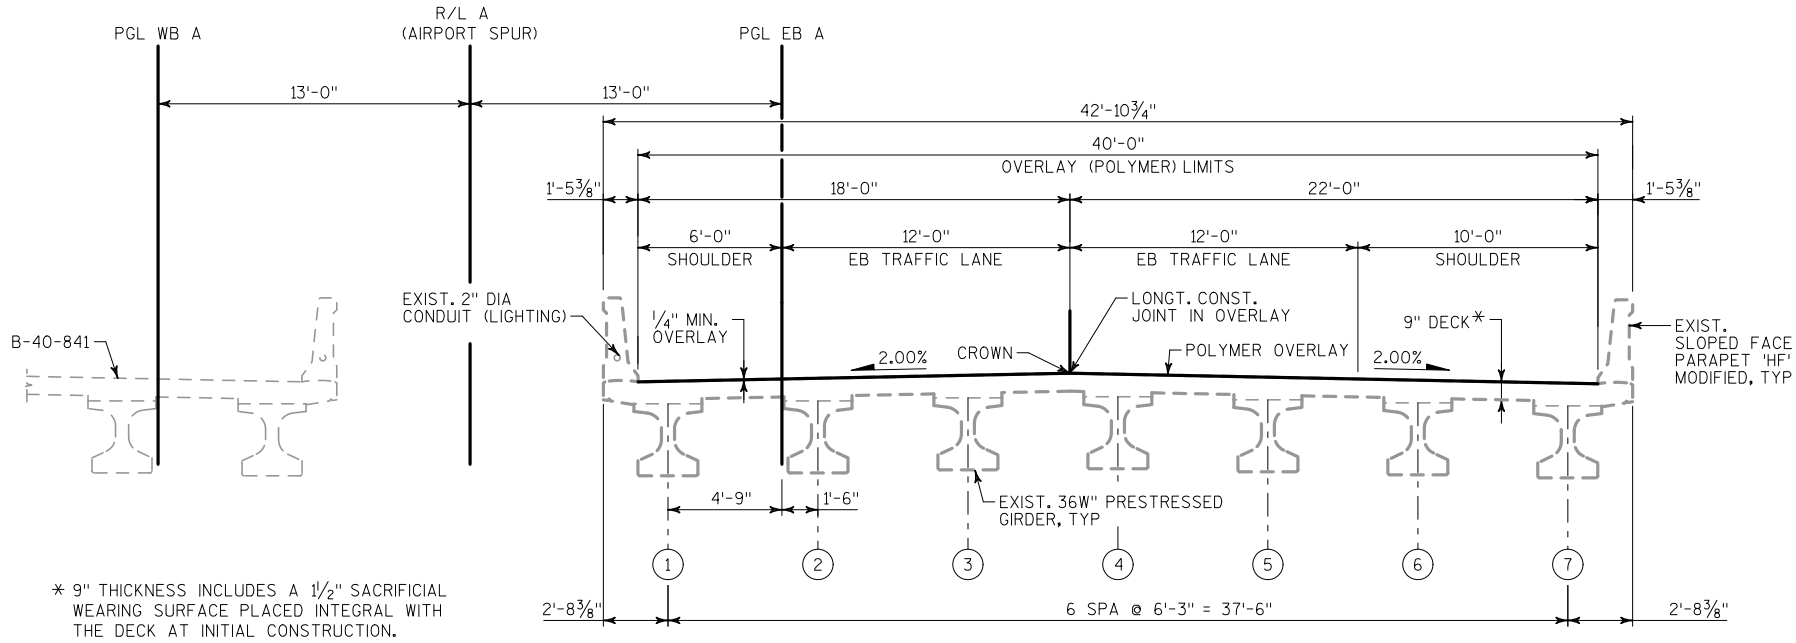 R/L A
(AIRPORT SPUR)
PGL WB A
PGL EB A
13'-0"
13'-0"
42'-10¾"
40'-0"
OVERLAY (POLYMER) LIMITS
1'-5⅜"
18'-0"
22'-0"
1'-5⅜"
6'-0"
SHOULDER
12'-0"
EB TRAFFIC LANE
12'-0"
EB TRAFFIC LANE
10'-0"
SHOULDER
EXIST. 2" DIA
CONDUIT (LIGHTING)
¼" MIN.
OVERLAY
LONGT. CONST.
JOINT IN OVERLAY
9" DECK*
EXIST.
SLOPED FACE
PARAPET 'HF'
MODIFIED, TYP
B-40-841
2.00%
CROWN
POLYMER OVERLAY
2.00%
4'-9"
1'-6"
EXIST. 36W" PRESTRESSED
GIRDER, TYP
1
2
3
4
5
6
7
* 9" THICKNESS INCLUDES A 1½" SACRIFICIAL
WEARING SURFACE PLACED INTEGRAL WITH
THE DECK AT INITIAL CONSTRUCTION.
2'-8⅜"
6 SPA @ 6'-3" = 37'-6"
2'-8⅜"